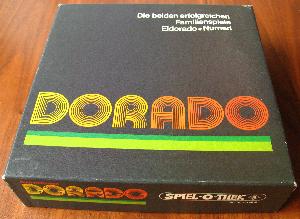 Die beiden erfolgreichen
Familienspiele
Eldorado + Numeri
DORADO
DORADO
SPIEL-O-THEK